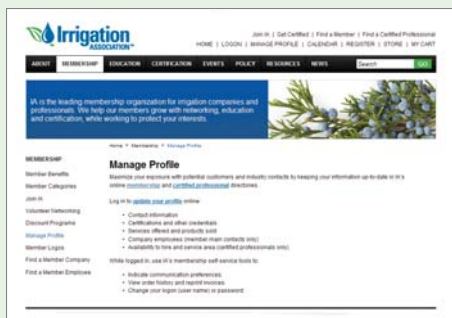 Join IA | Get Certified | Find a Member | Find a Certified Professional
Irrigation
ASSOCIATION
HOME | LOGON | MANAGE PROFILE | CALENDAR | REGISTER | STORE | MY CART
ABOUT MEMBERSHIP EDUCATION CERTIFICATION EVENTS POLICY RESOURCES NEWS Search GO
IA is the leading membership organization for irrigation companies and
professionals. We help our members grow with networking, education
and certification, while working to protect your interests.
Home > Membership > Manage Profile
MEMBERSHIP
Member Benefits
Member Categories
Join IA
Volunteer Networking
Discount Programs
Manage Profile
Member Logos
Find a Member Company
Find a Member Employee
Manage Profile
Maximize your exposure with potential customers and industry contacts by keeping your information up-to-date in IA's
online membership and certified professional directories.
Log in to update your profile online:
• Contact information
• Certifications and other credentials
• Services offered and products sold
• Company employees (member main contacts only)
• Availability to hire and service area (certified professionals only)
While logged in, use IA's membership self-service tools to:
• Indicate communication preferences.
• View order history and reprint invoices.
• Change your login (user name) or password.